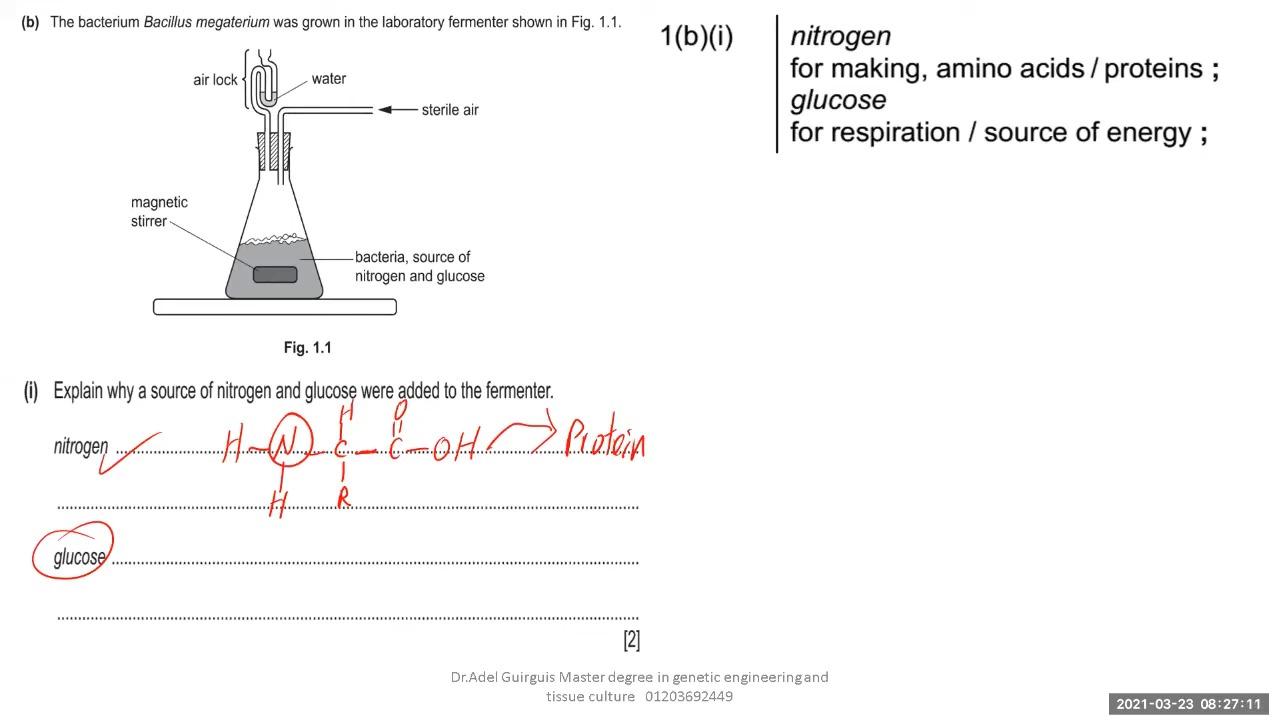 (b) The bacterium Bacillus megaterium was grown in the laboratory fermenter shown in Fig. 1.1.
air lock
water
sterile air
magnetic
stirrer
bacteria, source of
nitrogen and glucose
Fig. 1.1
(i) Explain why a source of nitrogen and glucose were added to the fermenter.
H O
nitrogen H N C C OH Protein
H R
glucose
[2]
1(b)(i)
nitrogen
for making, amino acids / proteins ;
glucose
for respiration / source of energy ;
Dr.Adel Guirguis Master degree in genetic engineering and
tissue culture 01203692449
2021-03-23 08:27:11